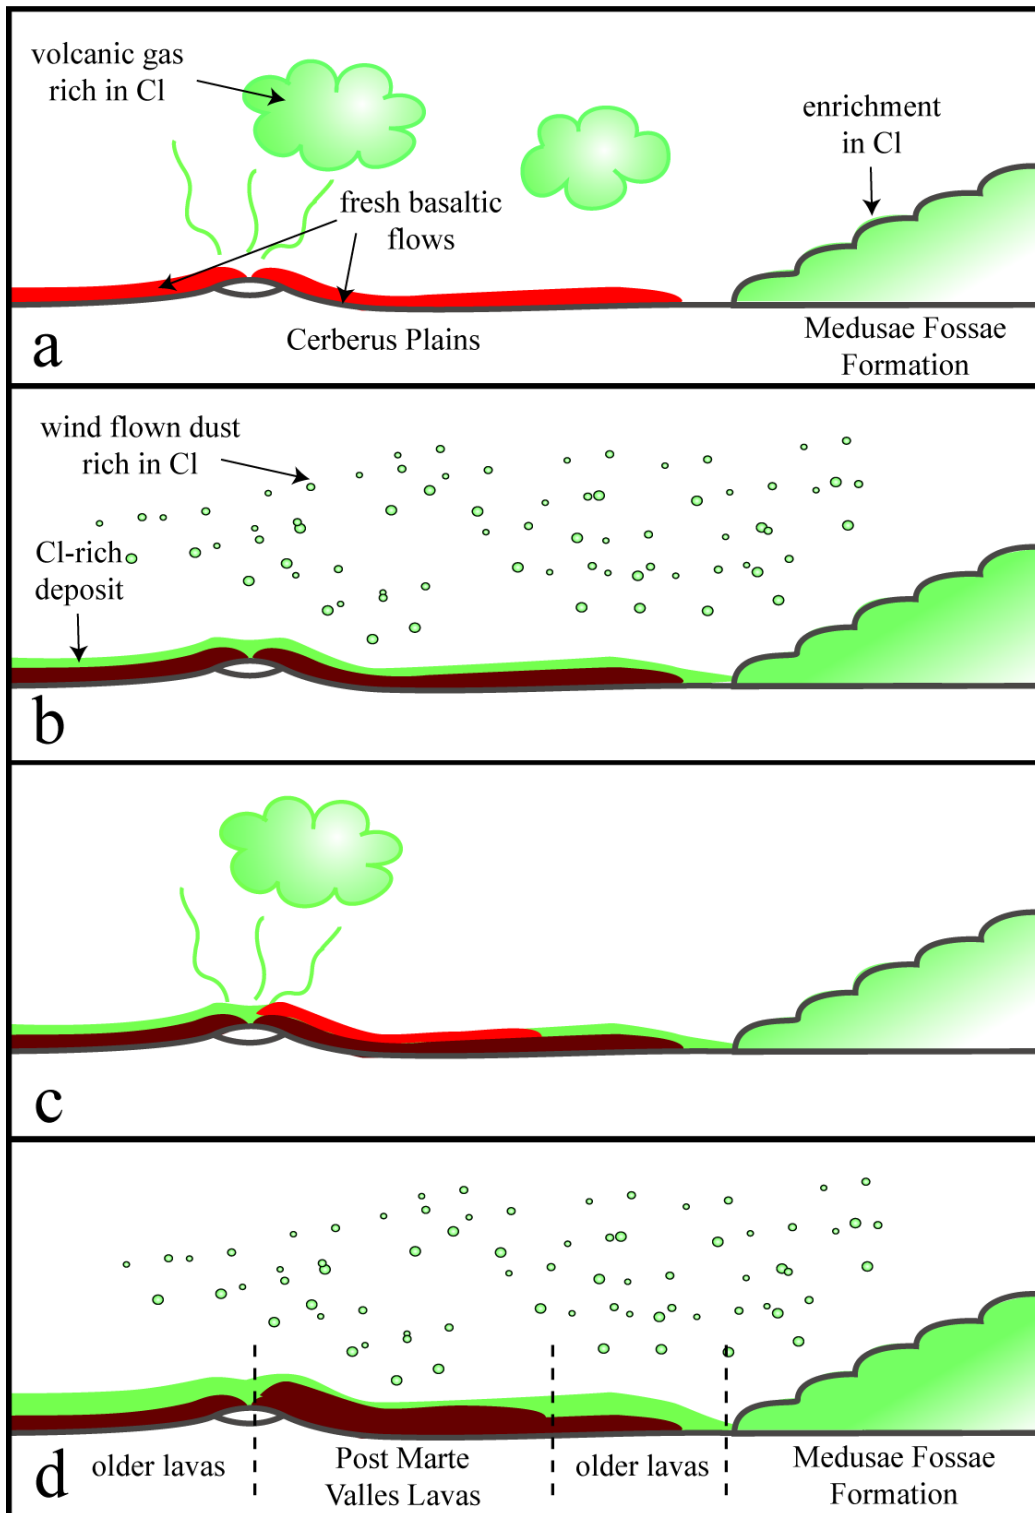 volcanic gas
rich in Cl
enrichment
in Cl
fresh basaltic
flows
a
Cerberus Plains
Medusae Fossae
Formation
wind flown dust
rich in Cl
Cl-rich
deposit
b
c
d
older lavas
Post Marte
Valles Lavas
older lavas
Medusae Fossae
Formation